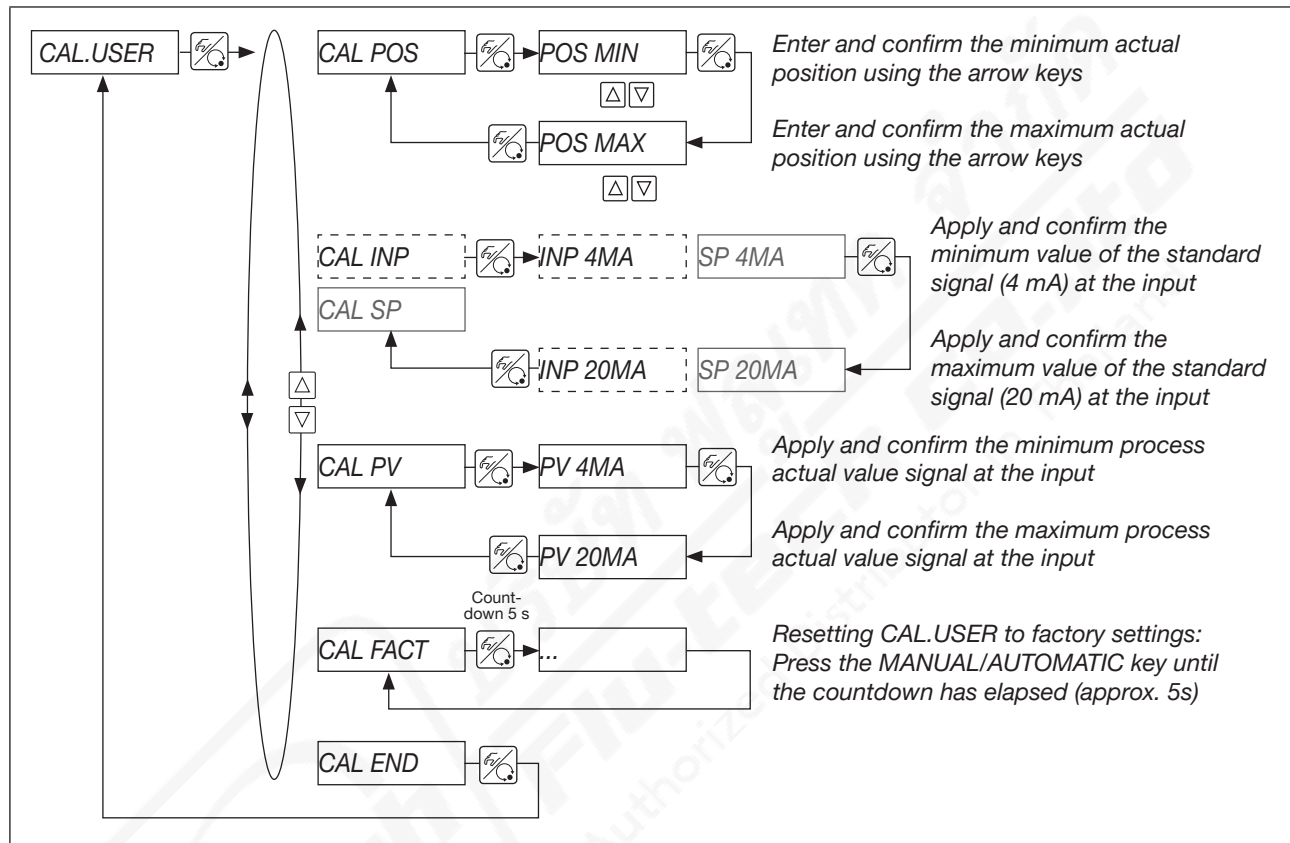 CAL.USER
CAL POS
POS MIN
Enter and confirm the minimum actual
position using the arrow keys
POS MAX
Enter and confirm the maximum actual
position using the arrow keys
CAL INP
INP 4MA
SP 4MA
Apply and confirm the
minimum value of the standard
signal (4 mA) at the input
CAL SP
INP 20MA
SP 20MA
Apply and confirm the
maximum value of the standard
signal (20 mA) at the input
CAL PV
PV 4MA
Apply and confirm the minimum process
actual value signal at the input
PV 20MA
Apply and confirm the maximum process
actual value signal at the input
Count-
down 5 s
CAL FACT
...
Resetting CAL.USER to factory settings:
Press the MANUAL/AUTOMATIC key until
the countdown has elapsed (approx. 5s)
CAL END